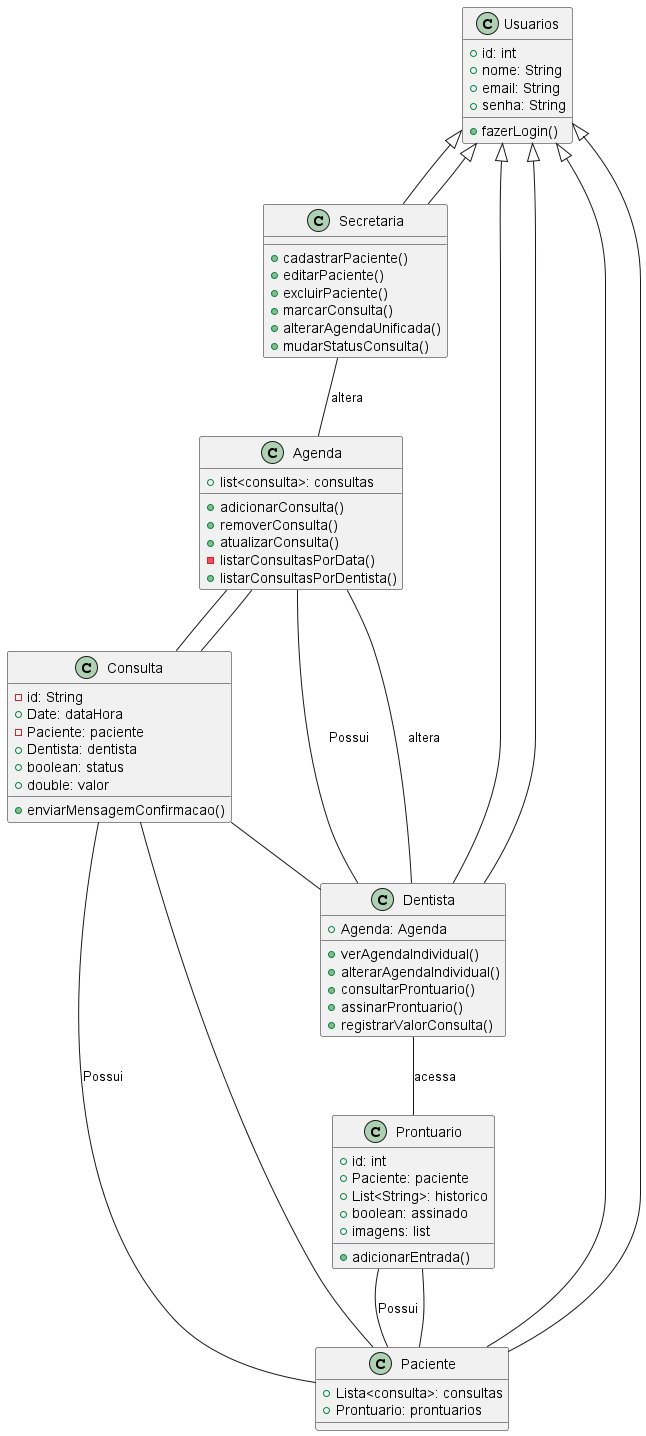 C Usuarios
id: int
nome: String
email: String
senha: String
fazerLogin()
C Secretaria
cadastrarPaciente()
editarPaciente()
excluirPaciente()
marcarConsulta()
alterarAgendaUnificada()
mudarStatusConsulta()
altera
C Agenda
list<consulta>: consultas
adicionarConsulta()
removerConsulta()
atualizarConsulta()
listarConsultasPorData()
listarConsultasPorDentista()
C Consulta
id: String
Date: dataHora
Paciente: paciente
Dentista: dentista
boolean: status
double: valor
enviarMensagemConfirmacao()
Possui
altera
C Dentista
Agenda: Agenda
verAgendaIndividual()
alterarAgendaIndividual()
consultarProntuario()
assinarProntuario()
registrarValorConsulta()
Possui
acessa
C Prontuario
id: int
Paciente: paciente
List<String>: historico
boolean: assinado
imagens: list
adicionarEntrada()
Possui
C Paciente
Lista<consulta>: consultas
Prontuario: prontuarios